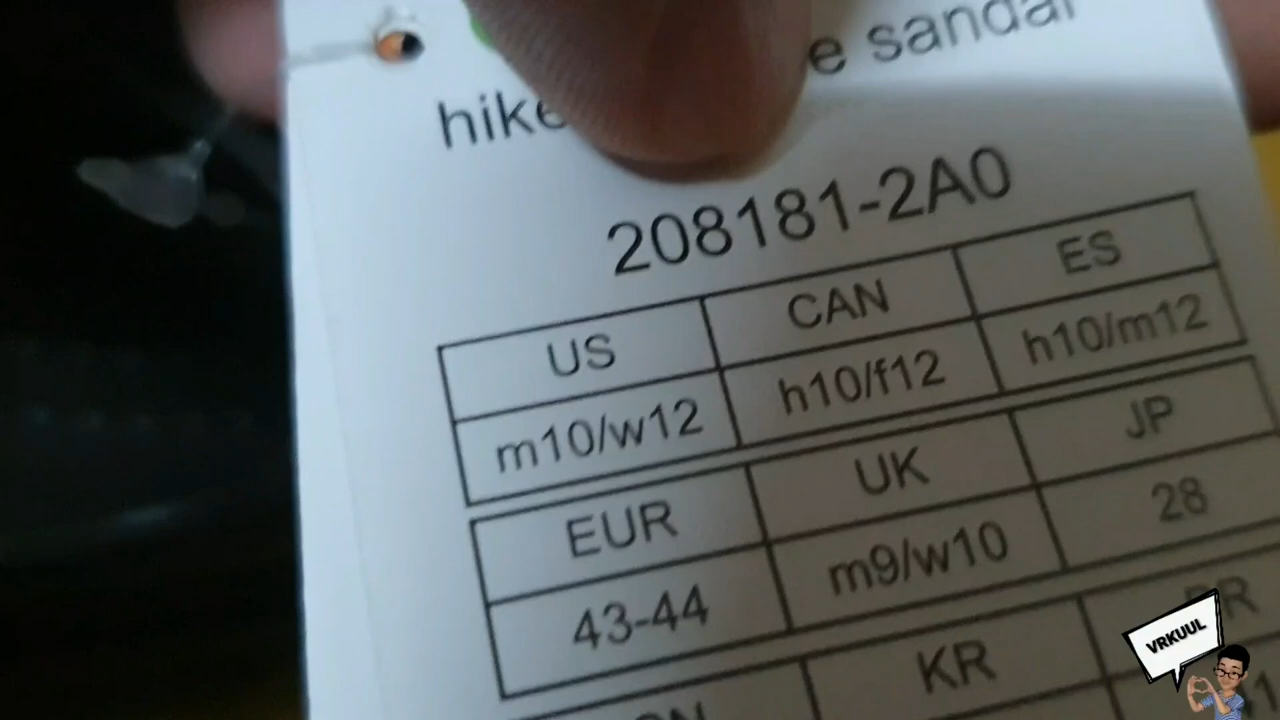 e sandal
hike
208181-2A0
US CAN ES
m10/w12 h10/f12 h10/m12
EUR UK JP
43-44 m9/w10 28
KR
VRKUUL